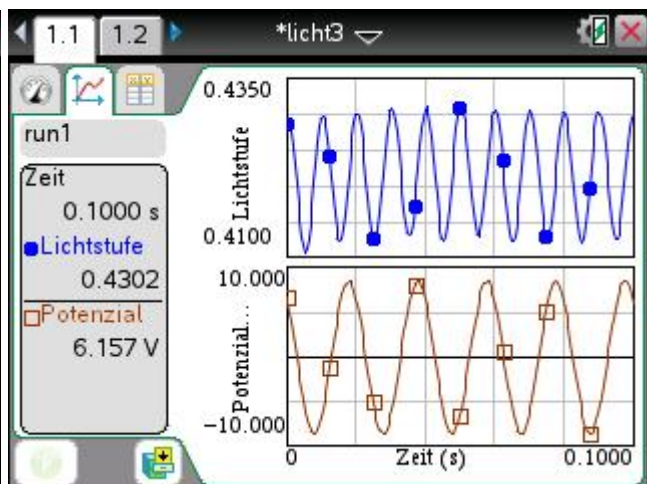 1.1 1.2 *licht3
run1
Zeit
0.1000 s
Lichtstufe
0.4302
Potenzial
6.157 V
0.4350
Lichtstufe
0.4100
10.000
Potenzial...
-10.000
0 Zeit (s) 0.1000